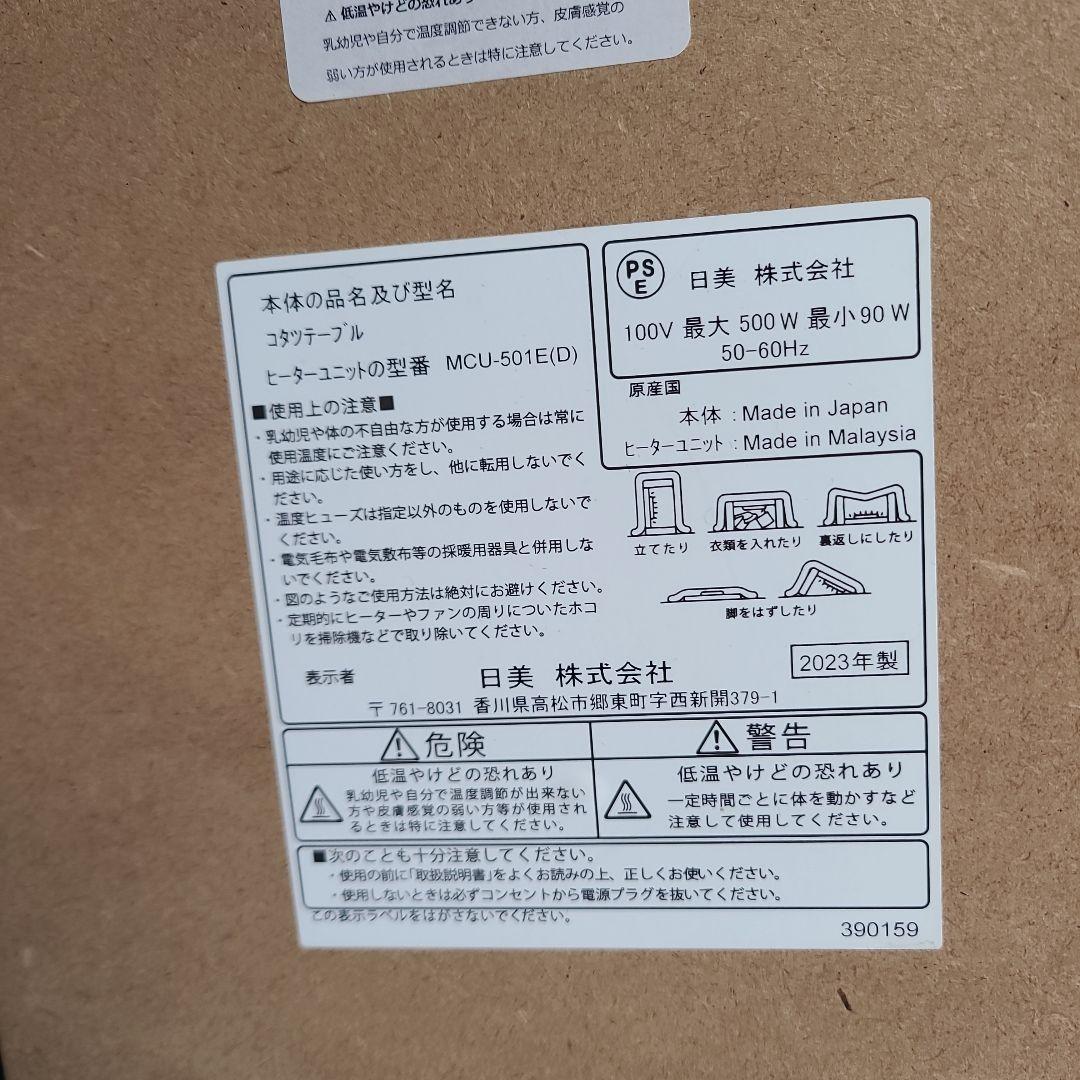 ⚠低温やけどの恐れあり
乳幼児や自分で温度調節できない方、皮膚感覚の
弱い方が使用されるときは特に注意してください。
本体の品名及び型名
コタツテーブル
ヒーターユニットの型番 MCU-501E(D)
■使用上の注意■
・乳幼児や体の不自由な方が使用する場合は常に
使用温度にご注意ください。
・用途に応じた使い方をし、他に転用しないでく
ださい。
・温度ヒューズは指定以外のものを使用しないで
ください。
・電気毛布や電気敷布等の採暖用器具と併用しな
いでください。
・図のようなご使用方法は絶対にお避けください。
・定期的にヒーターやファンの周りについたホコ
リを掃除機などで取り除いてください。
PS
E
日美 株式会社
100V 最大 500W 最小90W
50-60Hz
原産国
本体 : Made in Japan
ヒーターユニット : Made in Malaysia
立てたり 衣類を入れたり 裏返しにしたり
脚をはずしたり
表示者 日美 株式会社 2023年製
〒761-8031 香川県高松市郷東町字西新開379-1
⚠危険
低温やけどの恐れあり
乳幼児や自分で温度調節が出来ない
方や皮膚感覚の弱い方等が使用され
るときは特に注意してください。
⚠警告
低温やけどの恐れあり
一定時間ごとに体を動かすなど
注意して使用してください。
■次のことも十分注意してください。
・使用の前に「取扱説明書」をよくお読みの上、正しくお使いください。
・使用しないときは必ずコンセントから電源プラグを抜いてください。
この表示ラベルをはがさないでください。
390159